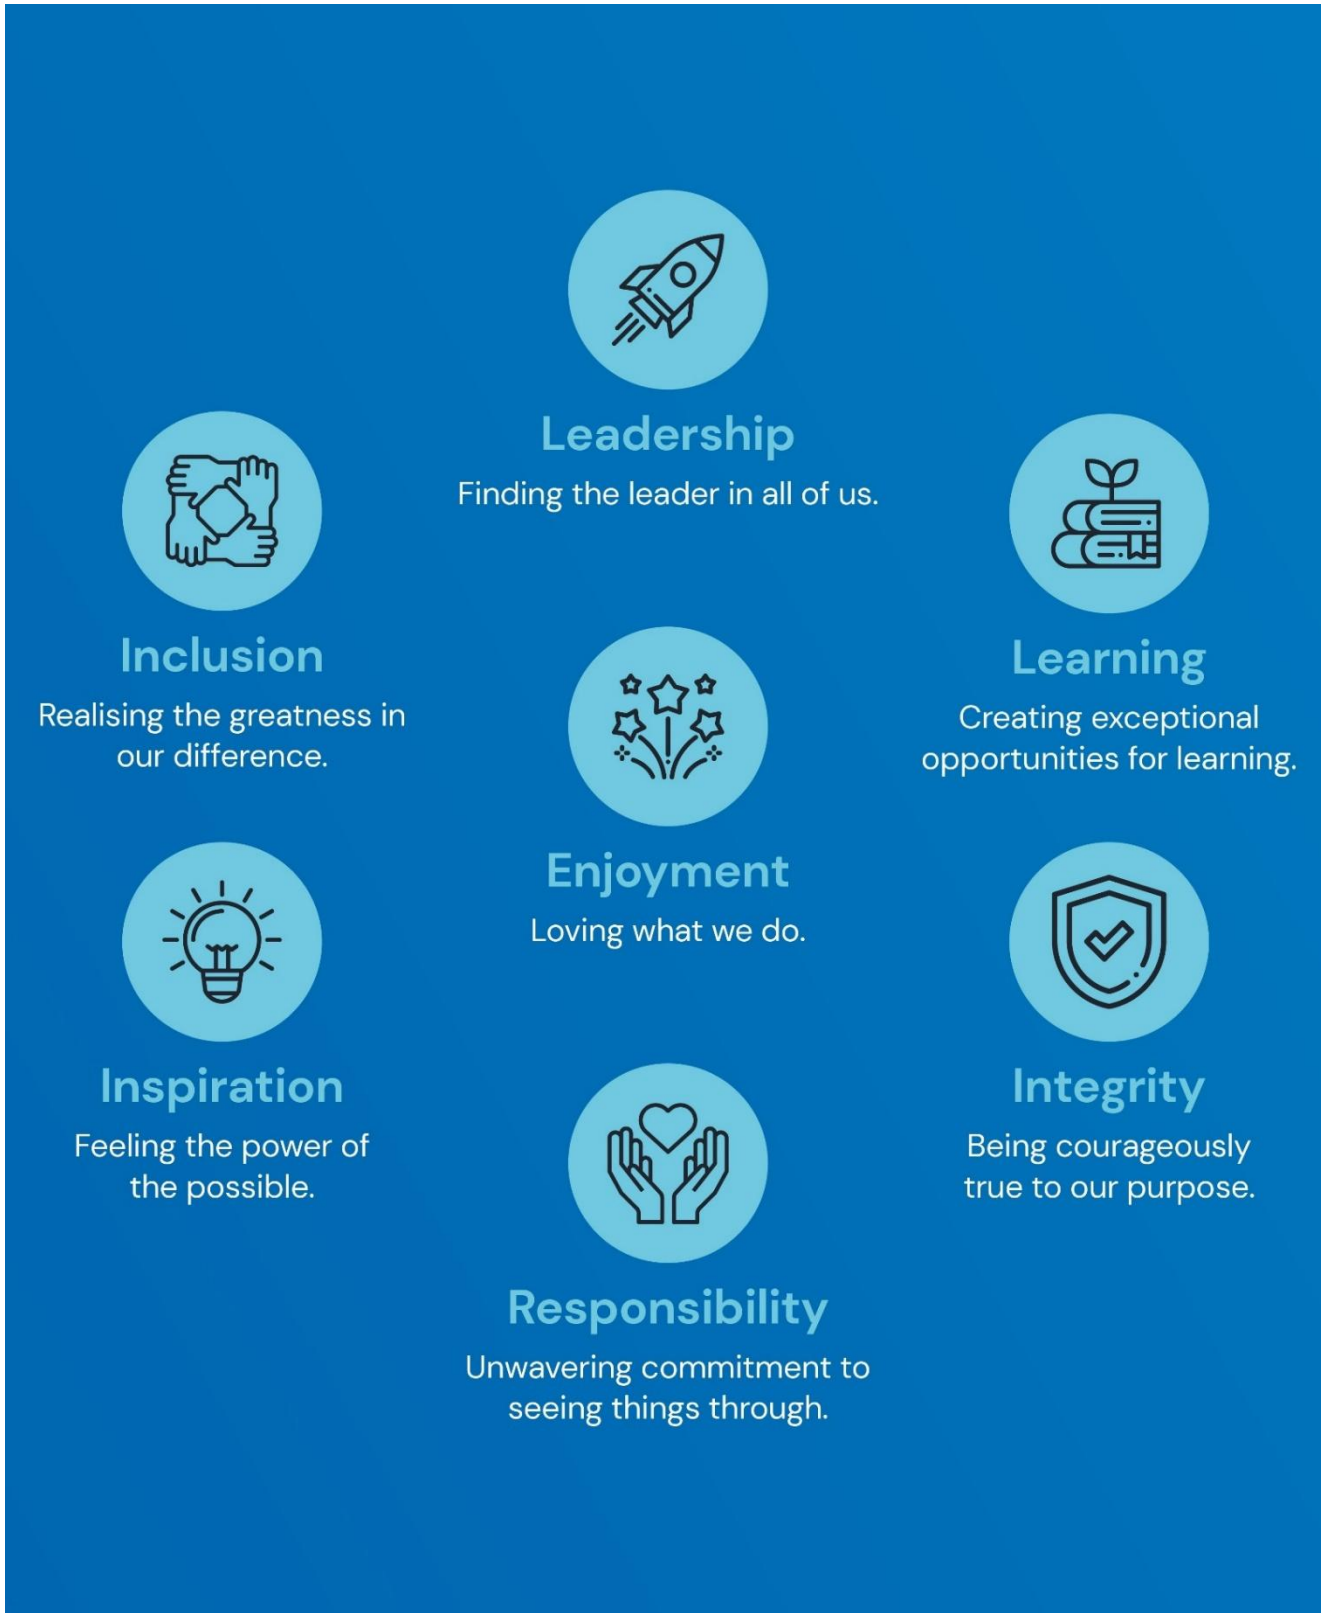 Leadership
Finding the leader in all of us.
Inclusion
Realising the greatness in
our difference.
Learning
Creating exceptional
opportunities for learning.
Enjoyment
Loving what we do.
Inspiration
Feeling the power of
the possible.
Integrity
Being courageously
true to our purpose.
Responsibility
Unwavering commitment to
seeing things through.